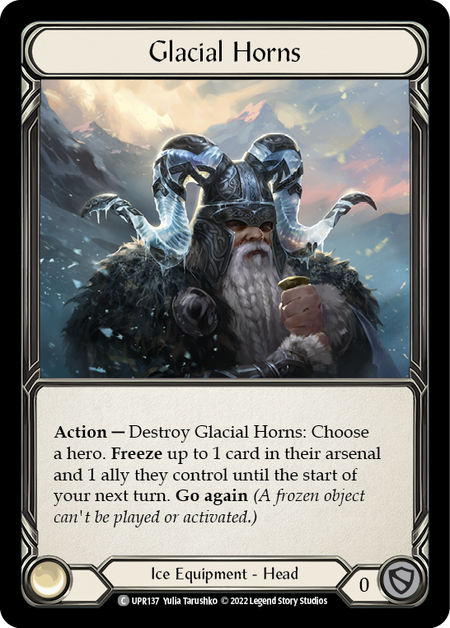 Glacial Horns
Action — Destroy Glacial Horns: Choose
a hero. Freeze up to 1 card in their arsenal
and 1 ally they control until the start of
your next turn. Go again (A frozen object
can't be played or activated.)
Ice Equipment - Head
0
C UPR137 Yulia Tarushko © 2022 Legend Story Studios